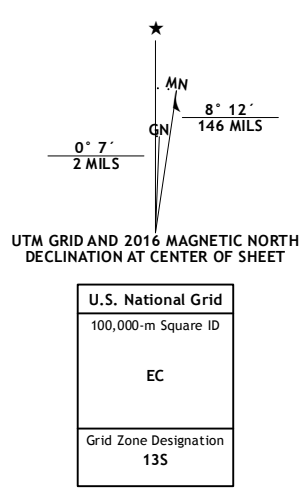 MN
GN
8° 12´
146 MILS
0° 7´
2 MILS
UTM GRID AND 2016 MAGNETIC NORTH
DECLINATION AT CENTER OF SHEET
U.S. National Grid
100,000-m Square ID
EC
Grid Zone Designation
13S